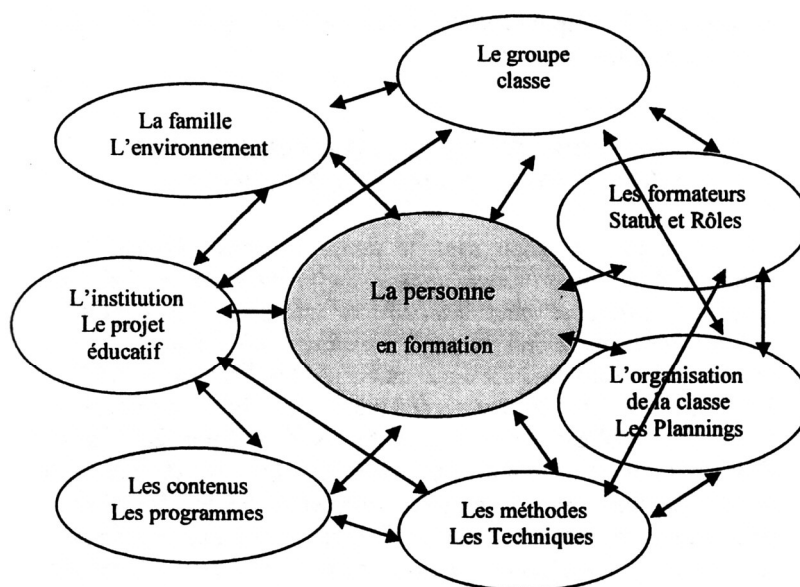 Le groupe
classe
La famille
L'environnement
Les formateurs
Statut et Rôles
La personne
en formation
L'institution
Le projet
éducatif
L'organisation
de la classe
Les Plannings
Les contenus
Les programmes
Les méthodes
Les Techniques